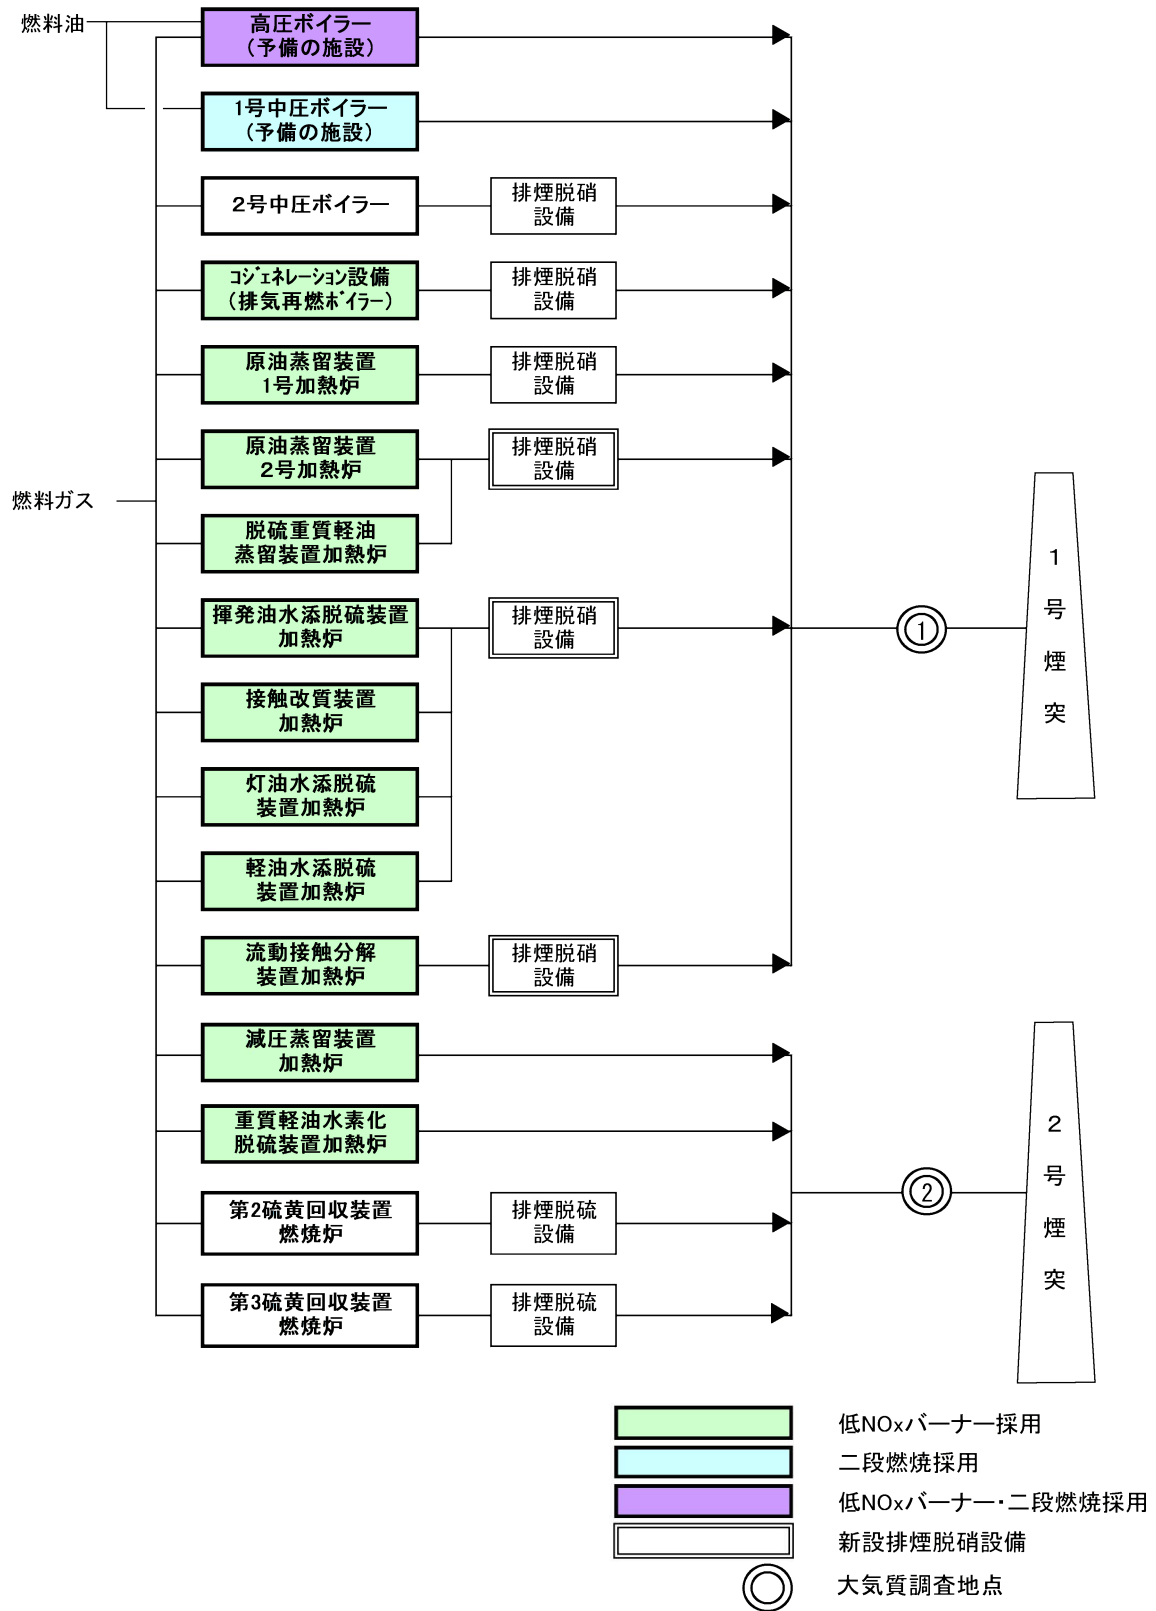 燃料油
高圧ボイラー
（予備の施設）
1号中圧ボイラー
（予備の施設）
2号中圧ボイラー
排煙脱硝
設備
コジェネレーション設備
（排気再燃ボイラー）
排煙脱硝
設備
原油蒸留装置
1号加熱炉
排煙脱硝
設備
原油蒸留装置
2号加熱炉
排煙脱硝
設備
燃料ガス
脱硫重質軽油
蒸留装置加熱炉
揮発油水添脱硫装置
加熱炉
排煙脱硝
設備
接触改質装置
加熱炉
灯油水添脱硫
装置加熱炉
軽油水添脱硫
装置加熱炉
流動接触分解
装置加熱炉
排煙脱硝
設備
①
1号煙突
減圧蒸留装置
加熱炉
重質軽油水素化
脱硫装置加熱炉
第2硫黄回収装置
燃焼炉
排煙脱硫
設備
第3硫黄回収装置
燃焼炉
排煙脱硫
設備
②
2号煙突
低NOxバーナー採用
二段燃焼採用
低NOxバーナー・二段燃焼採用
新設排煙脱硝設備
大気質調査地点